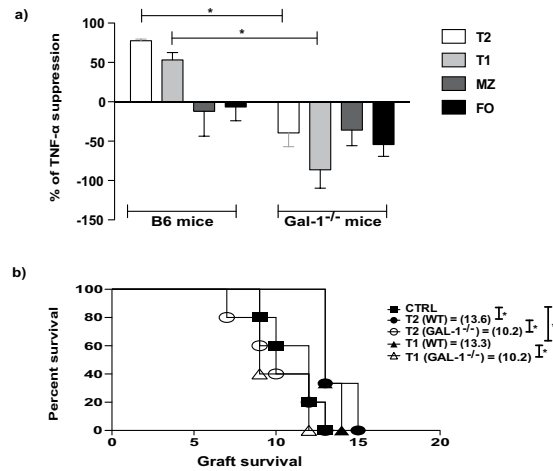 a)
% of TNF-α suppression
100
50
0
-50
-100
-150
*
*
B6 mice
Gal-1-/- mice
T2
T1
MZ
FO
b)
Percent survival
100
80
60
40
20
0
0
5
10
15
20
Graft survival
CTRL
T2 (WT) = (13.6)
T2 (GAL-1-/-) = (10.2)
T1 (WT) = (13.3)
T1 (GAL-1-/-) = (10.2)
*
*
*